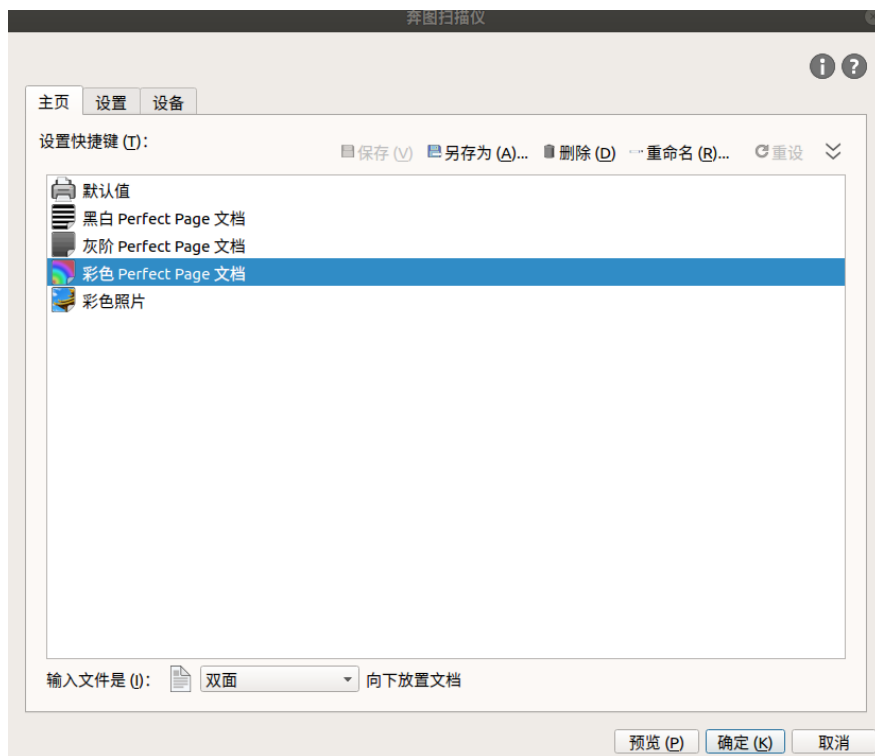 奔图扫描仪
主页 设置 设备
设置快捷键 (T):
保存 (V) 另存为 (A)... 删除 (D) 重命名 (R)... 重设
默认值
黑白 Perfect Page 文档
灰阶 Perfect Page 文档
彩色 Perfect Page 文档
彩色照片
输入文件是 (I): 双面 向下放置文档
预览 (P) 确定 (K) 取消